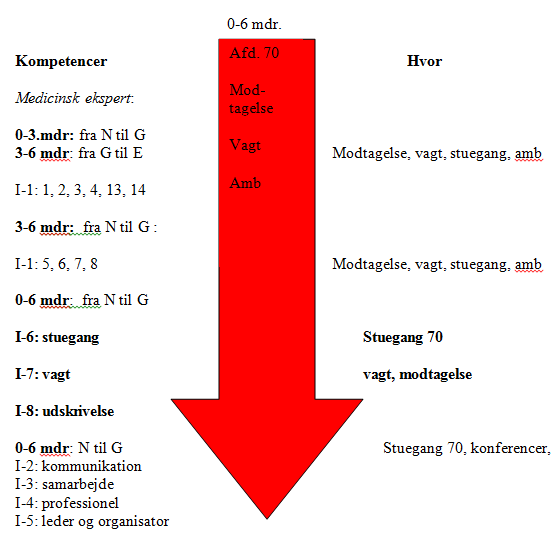 0-6 mdr.
Kompetencer
Afd. 70
Hvor
Medicinsk ekspert:
Mod-
tagelse
0-3.mdr: fra N til G
3-6 mdr: fra G til E
Vagt
Modtagelse, vagt, stuegang, amb
I-1: 1, 2, 3, 4, 13, 14
Amb
3-6 mdr:  fra N til G :
I-1: 5, 6, 7, 8
Modtagelse, vagt, stuegang, amb
0-6 mdr:  fra N til G
I-6: stuegang
Stuegang 70
I-7: vagt
vagt, modtagelse
I-8: udskrivelse
0-6 mdr: N til G
Stuegang 70, konferencer,
I-2: kommunikation
I-3: samarbejde
I-4: professionel
I-5: leder og organisator